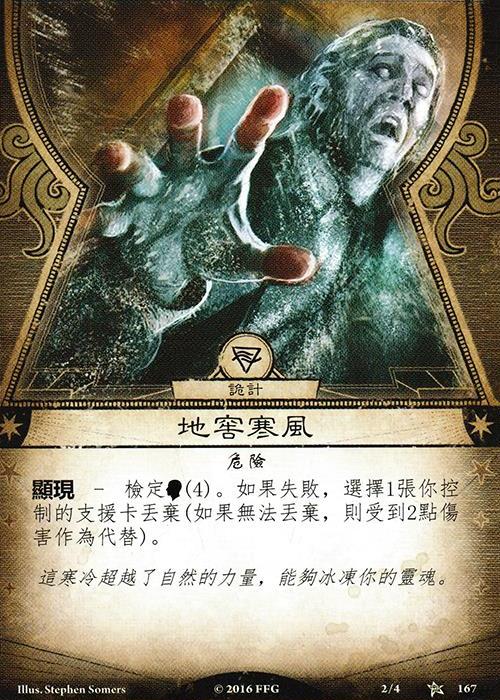 詭計
地窖寒風
危險
顯現 – 檢定(4)。如果失敗，選擇1張你控
制的支援卡丟棄(如果無法丟棄，則受到2點傷
害作為代替)。
這寒冷超越了自然的力量，能夠冰凍你的靈魂。
Illus. Stephen Somers © 2016 FFG 2/4 167